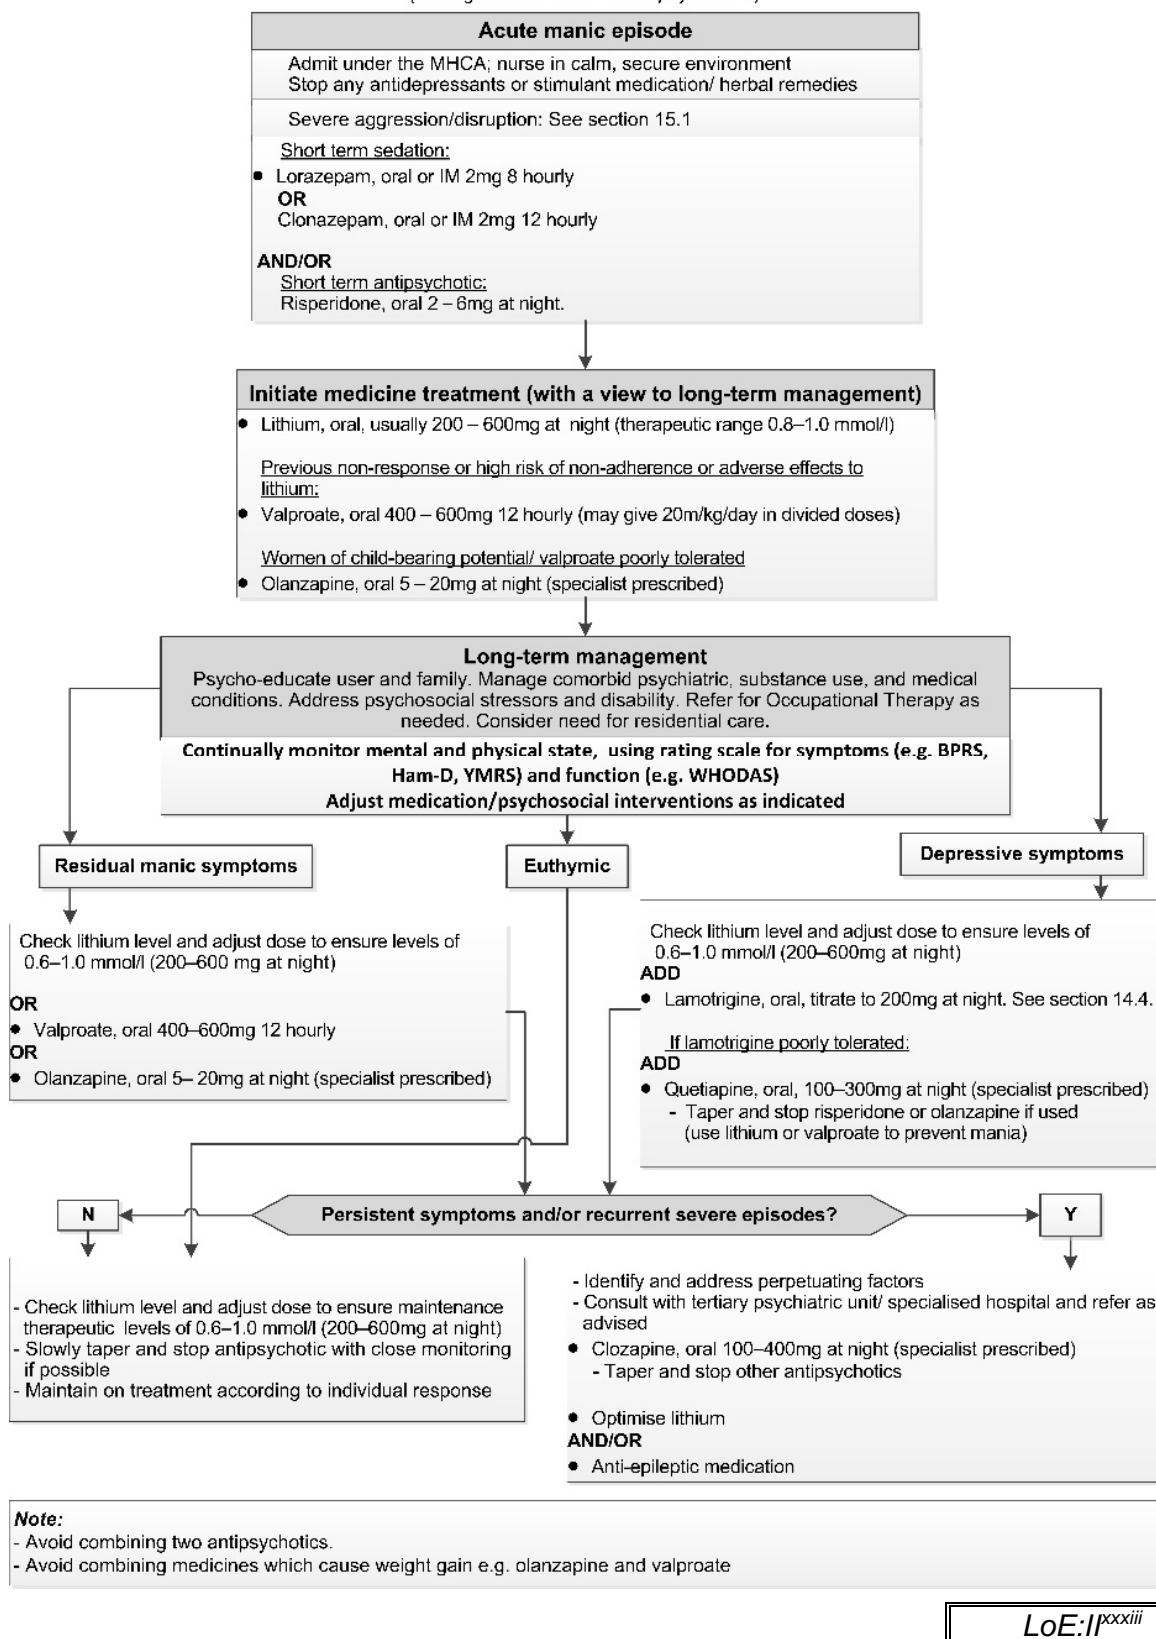 Acute manic episode
Admit under the MHCA; nurse in calm, secure environment
Stop any antidepressants or stimulant medication/ herbal remedies
Severe aggression/disruption: See section 15.1
Short term sedation:
• Lorazepam, oral or IM 2mg 8 hourly
OR
Clonazepam, oral or IM 2mg 12 hourly
AND/OR
Short term antipsychotic:
Risperidone, oral 2 – 6mg at night.
Initiate medicine treatment (with a view to long-term management)
• Lithium, oral, usually 200 – 600mg at night (therapeutic range 0.8–1.0 mmol/l)
Previous non-response or high risk of non-adherence or adverse effects to
lithium:
• Valproate, oral 400 – 600mg 12 hourly (may give 20m/kg/day in divided doses)
Women of child-bearing potential/ valproate poorly tolerated
• Olanzapine, oral 5 – 20mg at night (specialist prescribed)
Long-term management
Psycho-educate user and family. Manage comorbid psychiatric, substance use, and medical
conditions. Address psychosocial stressors and disability. Refer for Occupational Therapy as
needed. Consider need for residential care.
Continually monitor mental and physical state, using rating scale for symptoms (e.g. BPRS,
Ham-D, YMRS) and function (e.g. WHODAS)
Adjust medication/psychosocial interventions as indicated
Residual manic symptoms
Euthymic
Depressive symptoms
Check lithium level and adjust dose to ensure levels of
0.6–1.0 mmol/l (200–600 mg at night)
OR
• Valproate, oral 400–600mg 12 hourly
OR
• Olanzapine, oral 5– 20mg at night (specialist prescribed)
Check lithium level and adjust dose to ensure levels of
0.6–1.0 mmol/l (200–600mg at night)
ADD
• Lamotrigine, oral, titrate to 200mg at night. See section 14.4.
If lamotrigine poorly tolerated:
ADD
• Quetiapine, oral, 100–300mg at night (specialist prescribed)
- Taper and stop risperidone or olanzapine if used
(use lithium or valproate to prevent mania)
N
Persistent symptoms and/or recurrent severe episodes?
Y
- Check lithium level and adjust dose to ensure maintenance
therapeutic levels of 0.6–1.0 mmol/l (200–600mg at night)
- Slowly taper and stop antipsychotic with close monitoring
if possible
- Maintain on treatment according to individual response
- Identify and address perpetuating factors
- Consult with tertiary psychiatric unit/ specialised hospital and refer as
advised
• Clozapine, oral 100–400mg at night (specialist prescribed)
- Taper and stop other antipsychotics
• Optimise lithium
AND/OR
• Anti-epileptic medication
Note:
- Avoid combining two antipsychotics.
- Avoid combining medicines which cause weight gain e.g. olanzapine and valproate
LoE:II^xxxiii